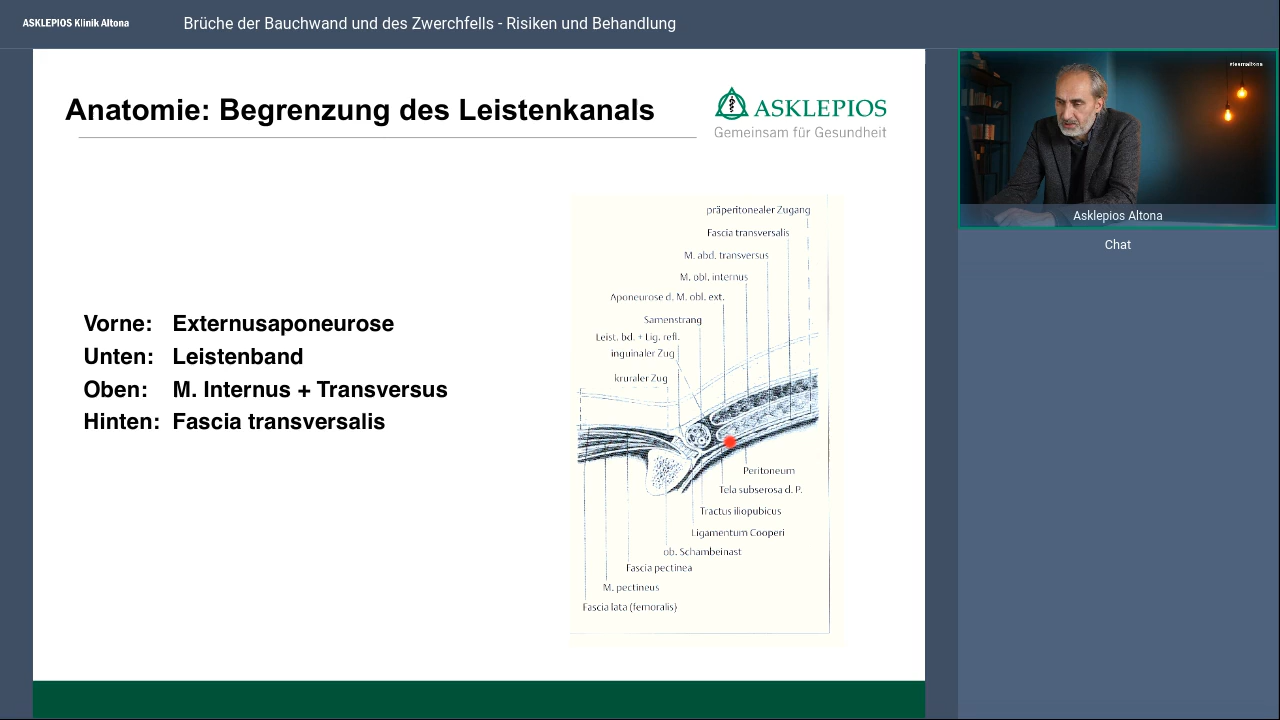 ASKLEPIOS Klinik Altona
Brüche der Bauchwand und des Zwerchfells - Risiken und Behandlung
Anatomie: Begrenzung des Leistenkanals
ASKLEPIOS
Gemeinsam für Gesundheit
#teamaltona
Asklepios Altona
Chat
Vorne: Externusaponeurose
Unten: Leistenband
Oben: M. Internus + Transversus
Hinten: Fascia transversalis
präperitonealer Zugang
Fascia transversalis
M. abd. transversus
M. obl. internus
Aponeurose d. M. obl. ext.
Samenstrang
Leist. bd. + Lig. refl.
inguinaler Zug
kruraler Zug
Peritoneum
Tela subserosa d. P.
Tractus iliopubicus
Ligamentum Cooperi
ob. Schambeinast
Fascia pectinea
M. pectineus
Fascia lata (femoralis)